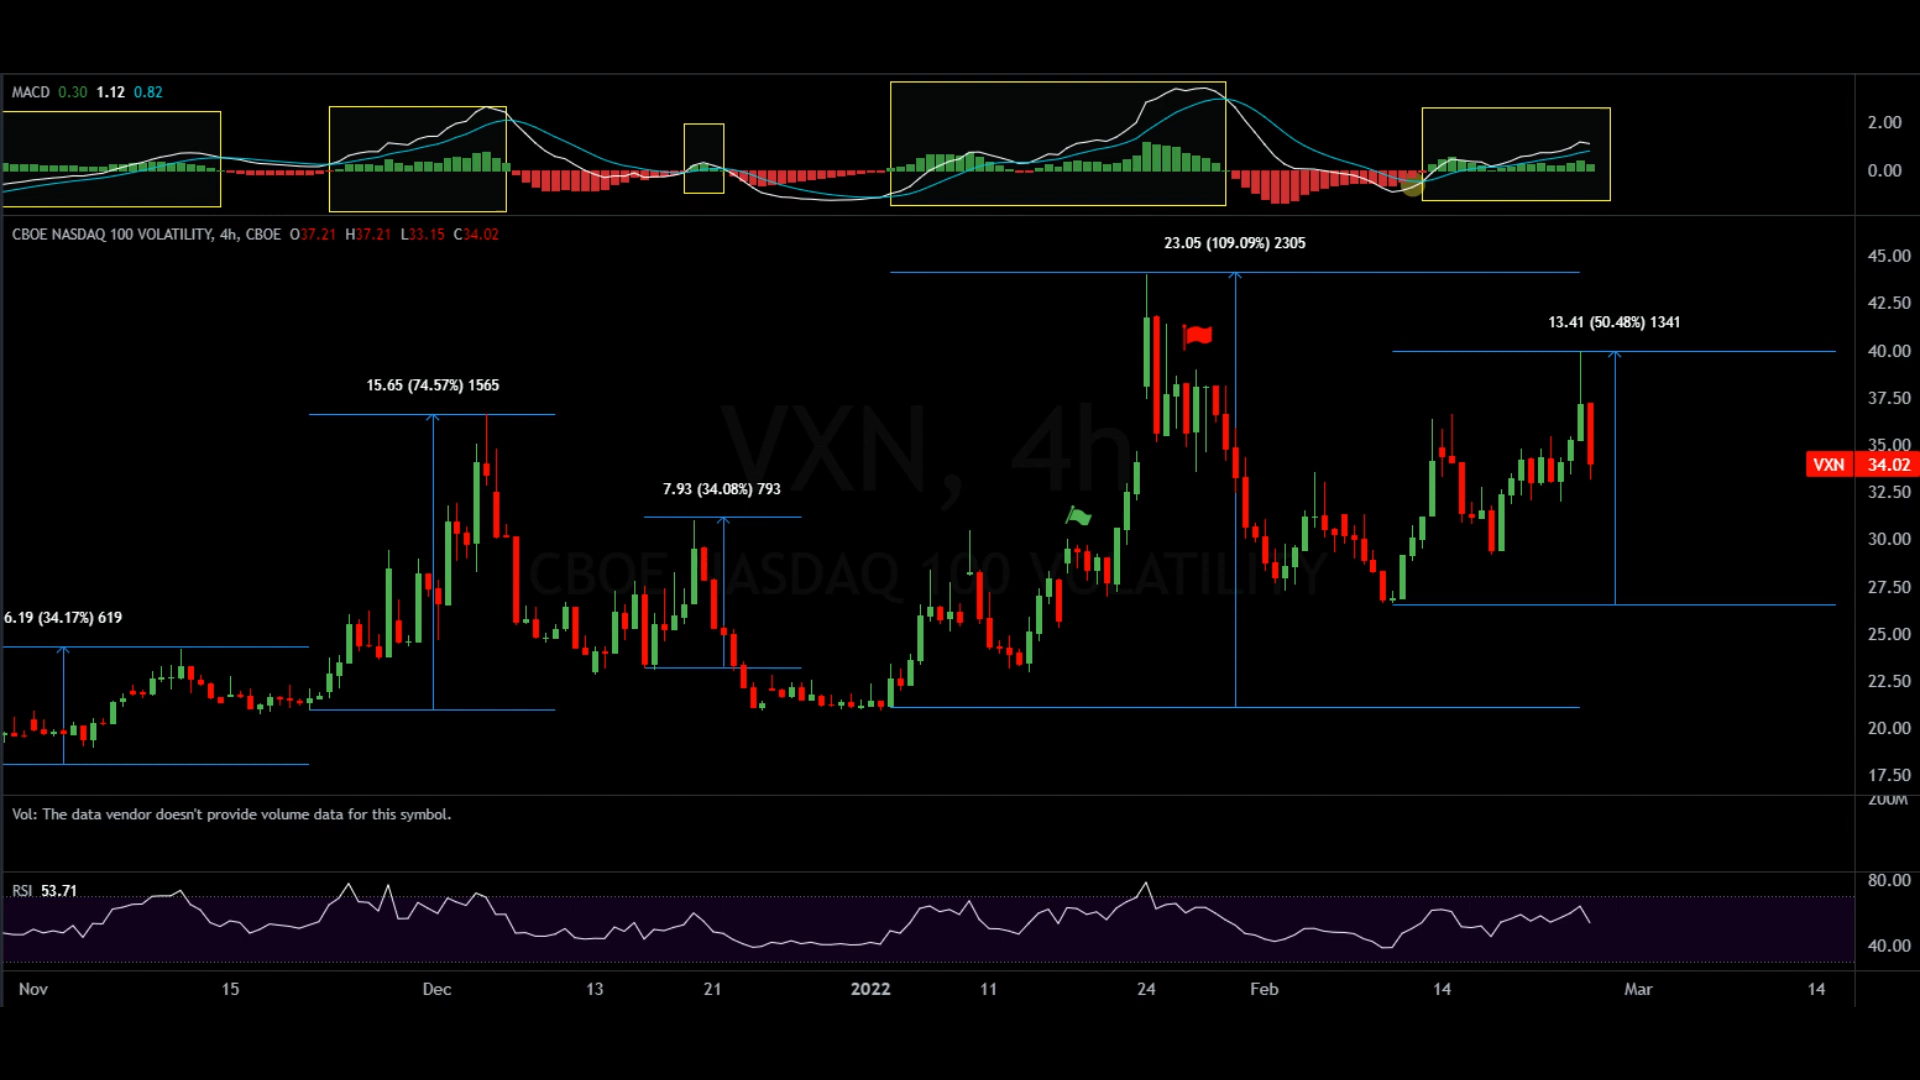 MACD 0.30 1.12 0.82
2.00
0.00
CBOE NASDAQ 100 VOLATILITY, 4h, CBOE O37.21 H37.21 L33.15 C34.02
23.05 (109.09%) 2305
13.41 (50.48%) 1341
15.65 (74.57%) 1565
7.93 (34.08%) 793
6.19 (34.17%) 619
VXN, 4h
CBOE NASDAQ 100 VOLATILITY
45.00
42.50
40.00
37.50
35.00
VXN 34.02
32.50
30.00
27.50
25.00
22.50
20.00
17.50
200M
Vol: The data vendor doesn't provide volume data for this symbol.
RSI 53.71
80.00
40.00
Nov 15 Dec 13 21 2022 11 24 Feb 14 Mar 14